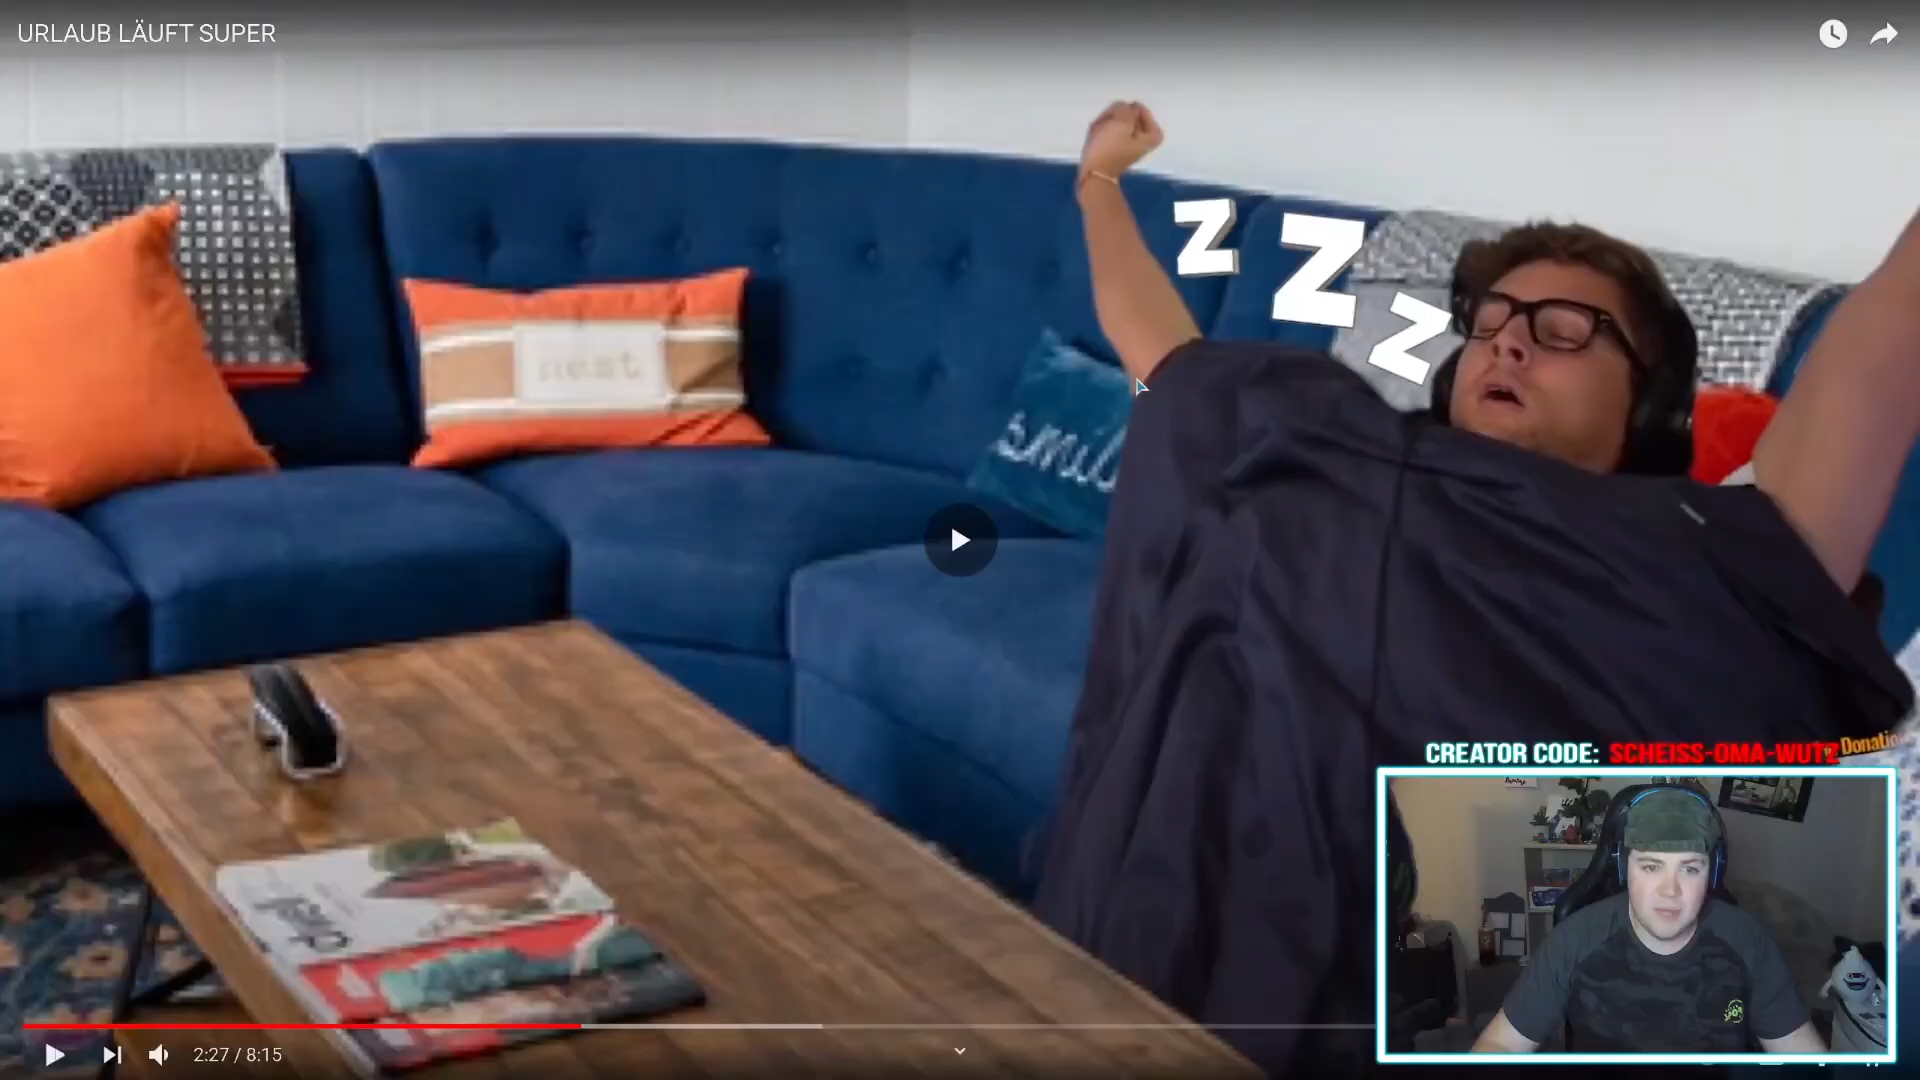 URLAUB LÄUFT SUPER
Z
Z
Z
nest
smil
CREATOR CODE: SCHEISS-OMA-WUTZ
Donatio
2:27 / 8:15